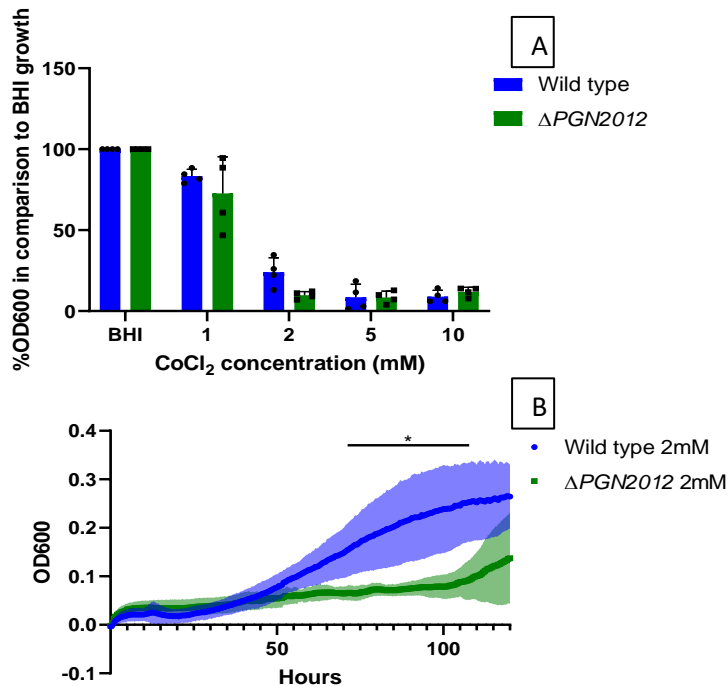 A
Wild type
ΔPGN2012
%OD600 in comparison to BHI growth
150
100
50
0
BHI 1 2 5 10
CoCl₂ concentration (mM)
B
Wild type 2mM
ΔPGN2012 2mM
*
OD600
0.4
0.3
0.2
0.1
0.0
-0.1
50 100
Hours